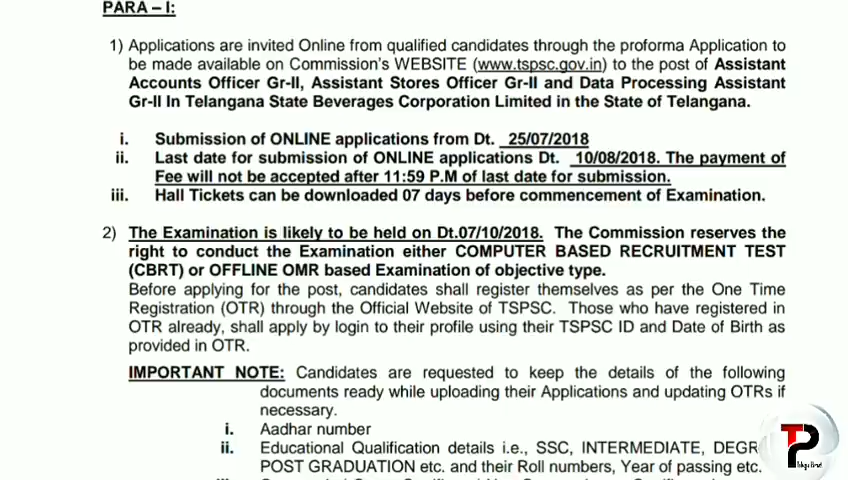 PARA – I:
1) Applications are invited Online from qualified candidates through the proforma Application to
be made available on Commission's WEBSITE (www.tspsc.gov.in) to the post of Assistant
Accounts Officer Gr-II, Assistant Stores Officer Gr-II and Data Processing Assistant
Gr-II In Telangana State Beverages Corporation Limited in the State of Telangana.
i. Submission of ONLINE applications from Dt. 25/07/2018
ii. Last date for submission of ONLINE applications Dt. 10/08/2018. The payment of
Fee will not be accepted after 11:59 P.M of last date for submission.
iii. Hall Tickets can be downloaded 07 days before commencement of Examination.
2) The Examination is likely to be held on Dt.07/10/2018. The Commission reserves the
right to conduct the Examination either COMPUTER BASED RECRUITMENT TEST
(CBRT) or OFFLINE OMR based Examination of objective type.
Before applying for the post, candidates shall register themselves as per the One Time
Registration (OTR) through the Official Website of TSPSC. Those who have registered in
OTR already, shall apply by login to their profile using their TSPSC ID and Date of Birth as
provided in OTR.
IMPORTANT NOTE: Candidates are requested to keep the details of the following
documents ready while uploading their Applications and updating OTRs if
necessary.
i. Aadhar number
ii. Educational Qualification details i.e., SSC, INTERMEDIATE, DEGR
POST GRADUATION etc. and their Roll numbers, Year of passing etc.
TP